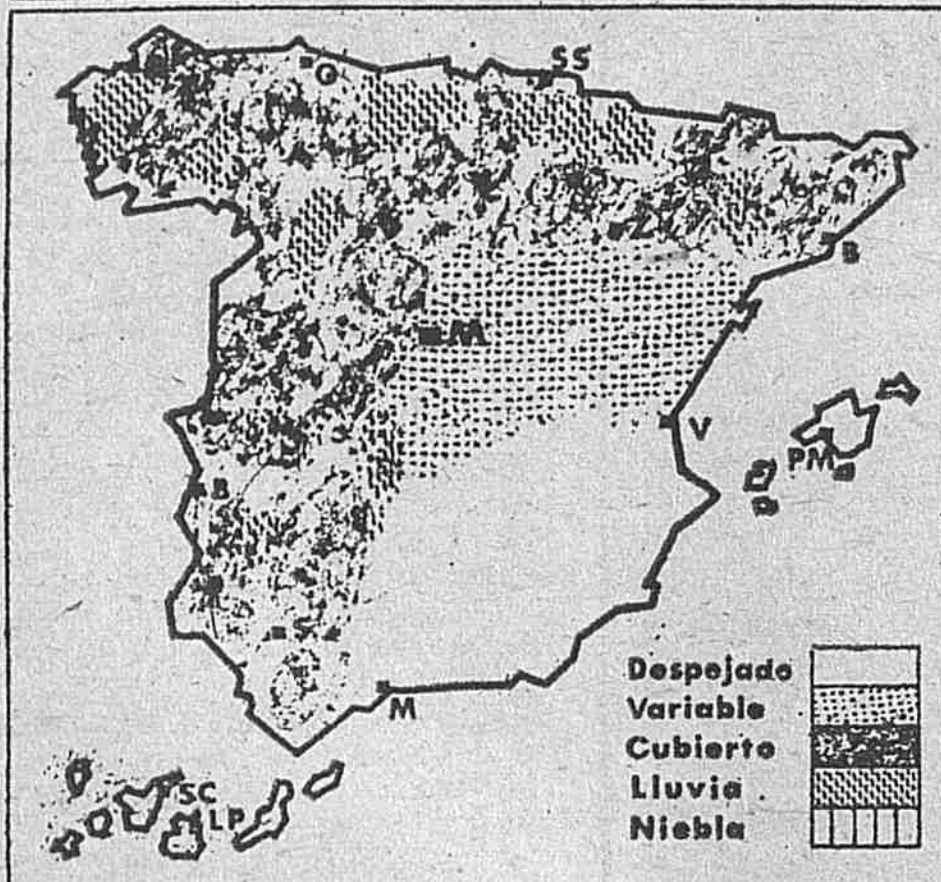 SS
O
Z
B
M
V
PM
B
S
M
SC
LP
Despejado
Variable
Cubierto
Lluvia
Niebla